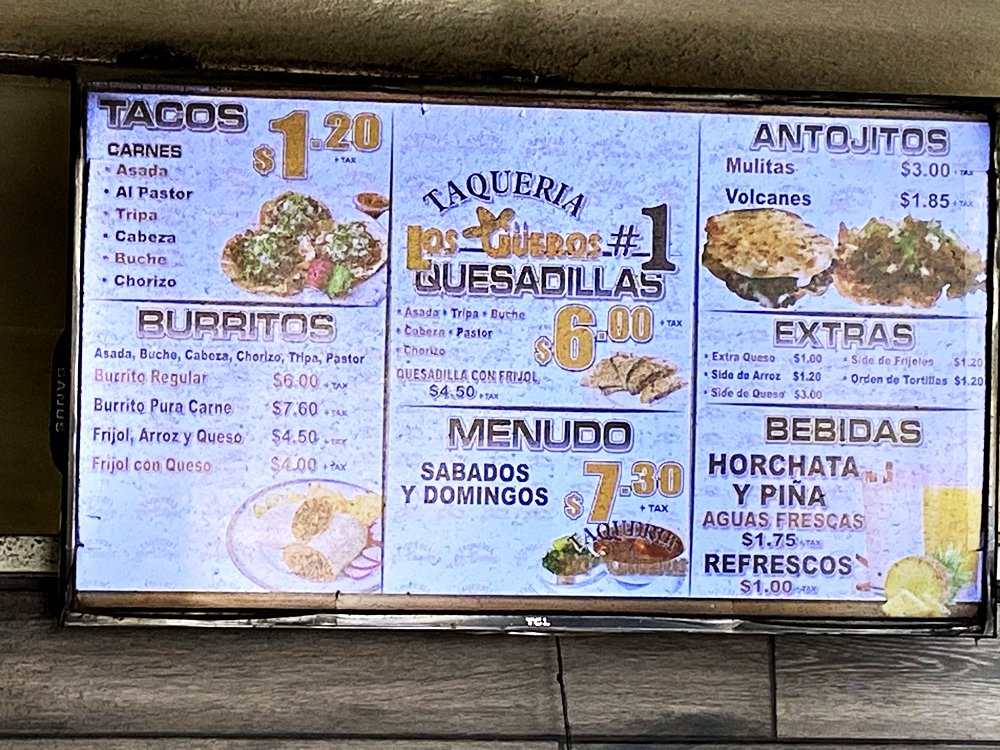 TACOS
$1.20
+ TAX
CARNES
• Asada
• Al Pastor
• Tripa
• Cabeza
• Buche
• Chorizo
BURRITOS
Asada, Buche, Cabeza, Chorizo, Tripa, Pastor
Burrito Regular $6.00 + TAX
Burrito Pura Carne $7.60 + TAX
Frijol, Arroz y Queso $4.50 + TAX
Frijol con Queso $4.00 + TAX
TAQUERIA
LOS GÜEROS #1
QUESADILLAS
• Asada • Tripa • Buche
• Cabeza • Pastor
• Chorizo
$6.00 + TAX
QUESADILLA CON FRIJOL
$4.50 + TAX
MENUDO
SABADOS
Y DOMINGOS
$7.30
+ TAX
TAQUERIA
ANTOJITOS
Mulitas $3.00 + TAX
Volcanes $1.85 + TAX
EXTRAS
• Extra Queso $1.00
• Side de Arroz $1.20
• Side de Queso $3.00
• Side de Frijoles $1.20
• Orden de Tortillas $1.20
BEBIDAS
HORCHATA
Y PIÑA
AGUAS FRESCAS
$1.75 + TAX
REFRESCOS
$1.00 + TAX
SANUS
TCL